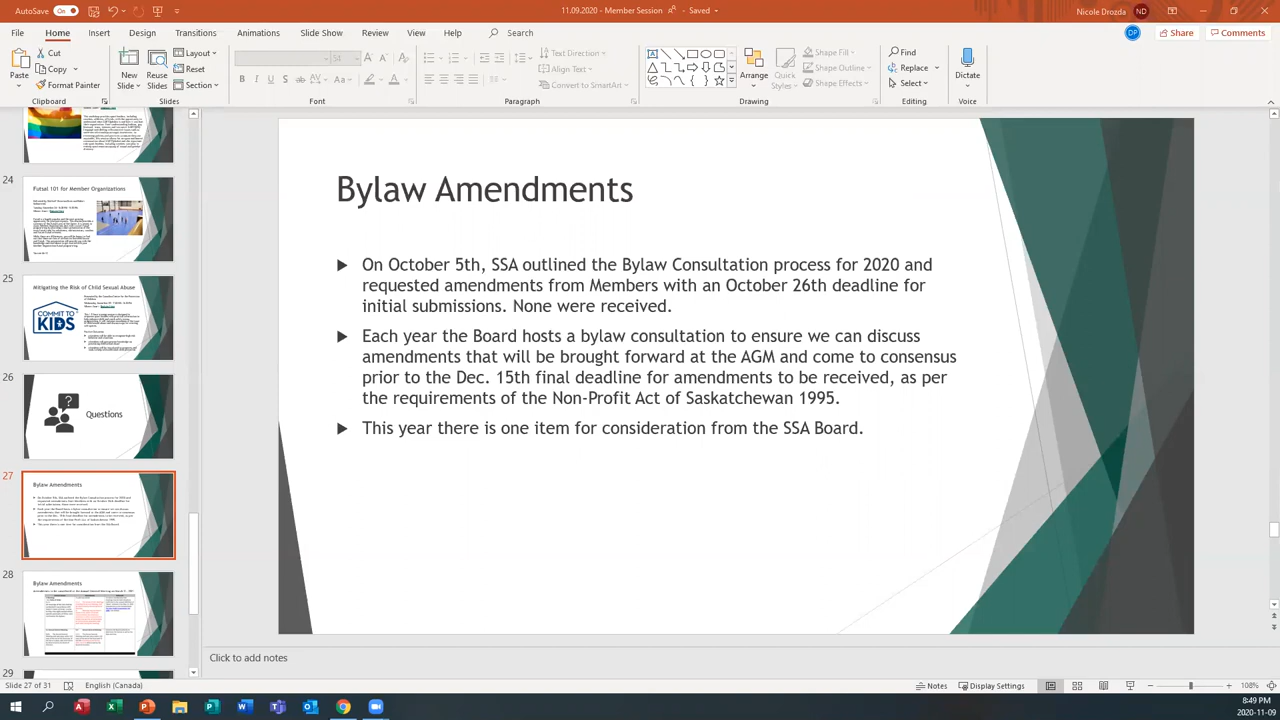 AutoSave On
11.09.2020 - Member Session
Saved
Nicole Drozda ND
File Home Insert Design Transitions Animations Slide Show Review View Help Search
DP Share Comments
Paste Cut Copy Format Painter
Clipboard
New Slide Reuse Slides Layout Reset Section
Slides
Font
Text Direction
Align Text
Convert to SmartArt
Paragraph
Arrange Quick Styles
Shape Fill
Shape Outline
Shape Effects
Drawing
Find
Replace
Select
Editing
Dictate
Voice
24
Futsal 101 for Member Organizations
25
Mitigating the Risk of Child Sexual Abuse
COMMIT TO KIDS
26
Questions
27
Bylaw Amendments
28
Bylaw Amendments
29
Bylaw Amendments
On October 5th, SSA outlined the Bylaw Consultation process for 2020 and
requested amendments from Members with an October 26th deadline for
initial submissions. None were received.
Each year the Board hosts a bylaw consultation to ensure we can discuss
amendments that will be brought forward at the AGM and come to consensus
prior to the Dec. 15th final deadline for amendments to be received, as per
the requirements of the Non-Profit Act of Saskatchewan 1995.
This year there is one item for consideration from the SSA Board.
Click to add notes
Slide 27 of 31 English (Canada)
Notes Display Settings 108%
8:49 PM
2020-11-09